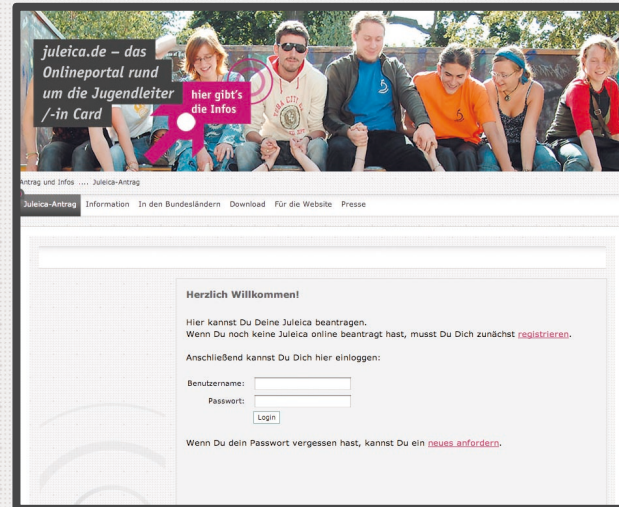 juleica.de – das
Onlineportal rund
um die Jugendleiter
/-in Card
hier gibt's
die Infos
Antrag und Infos .... Juleica-Antrag
Juleica-Antrag Information In den Bundesländern Download Für die Website Presse
Herzlich Willkommen!
Hier kannst Du Deine Juleica beantragen.
Wenn Du noch keine Juleica online beantragt hast, musst Du Dich zunächst registrieren.
Anschließend kannst Du Dich hier einloggen:
Benutzername:
Passwort:
Login
Wenn Du dein Passwort vergessen hast, kannst Du ein neues anfordern.